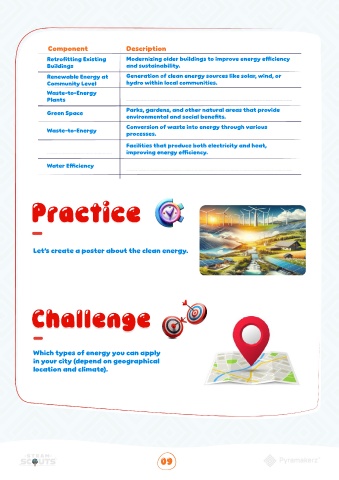 Component Description
Retrofitting Existing Buildings Modernizing older buildings to improve energy efficiency and sustainability.
Renewable Energy at Community Level Generation of clean energy sources like solar, wind, or hydro within local communities.
Waste-to-Energy Plants
Green Space Parks, gardens, and other natural areas that provide environmental and social benefits.
Waste-to-Energy Conversion of waste into energy through various processes.
Facilities that produce both electricity and heat, improving energy efficiency.
Water Efficiency
Practice
Let's create a poster about the clean energy.
Challenge
Which types of energy you can apply
in your city (depend on geographical
location and climate).
OCEAN
SCOUTS
09
Pyramakerz